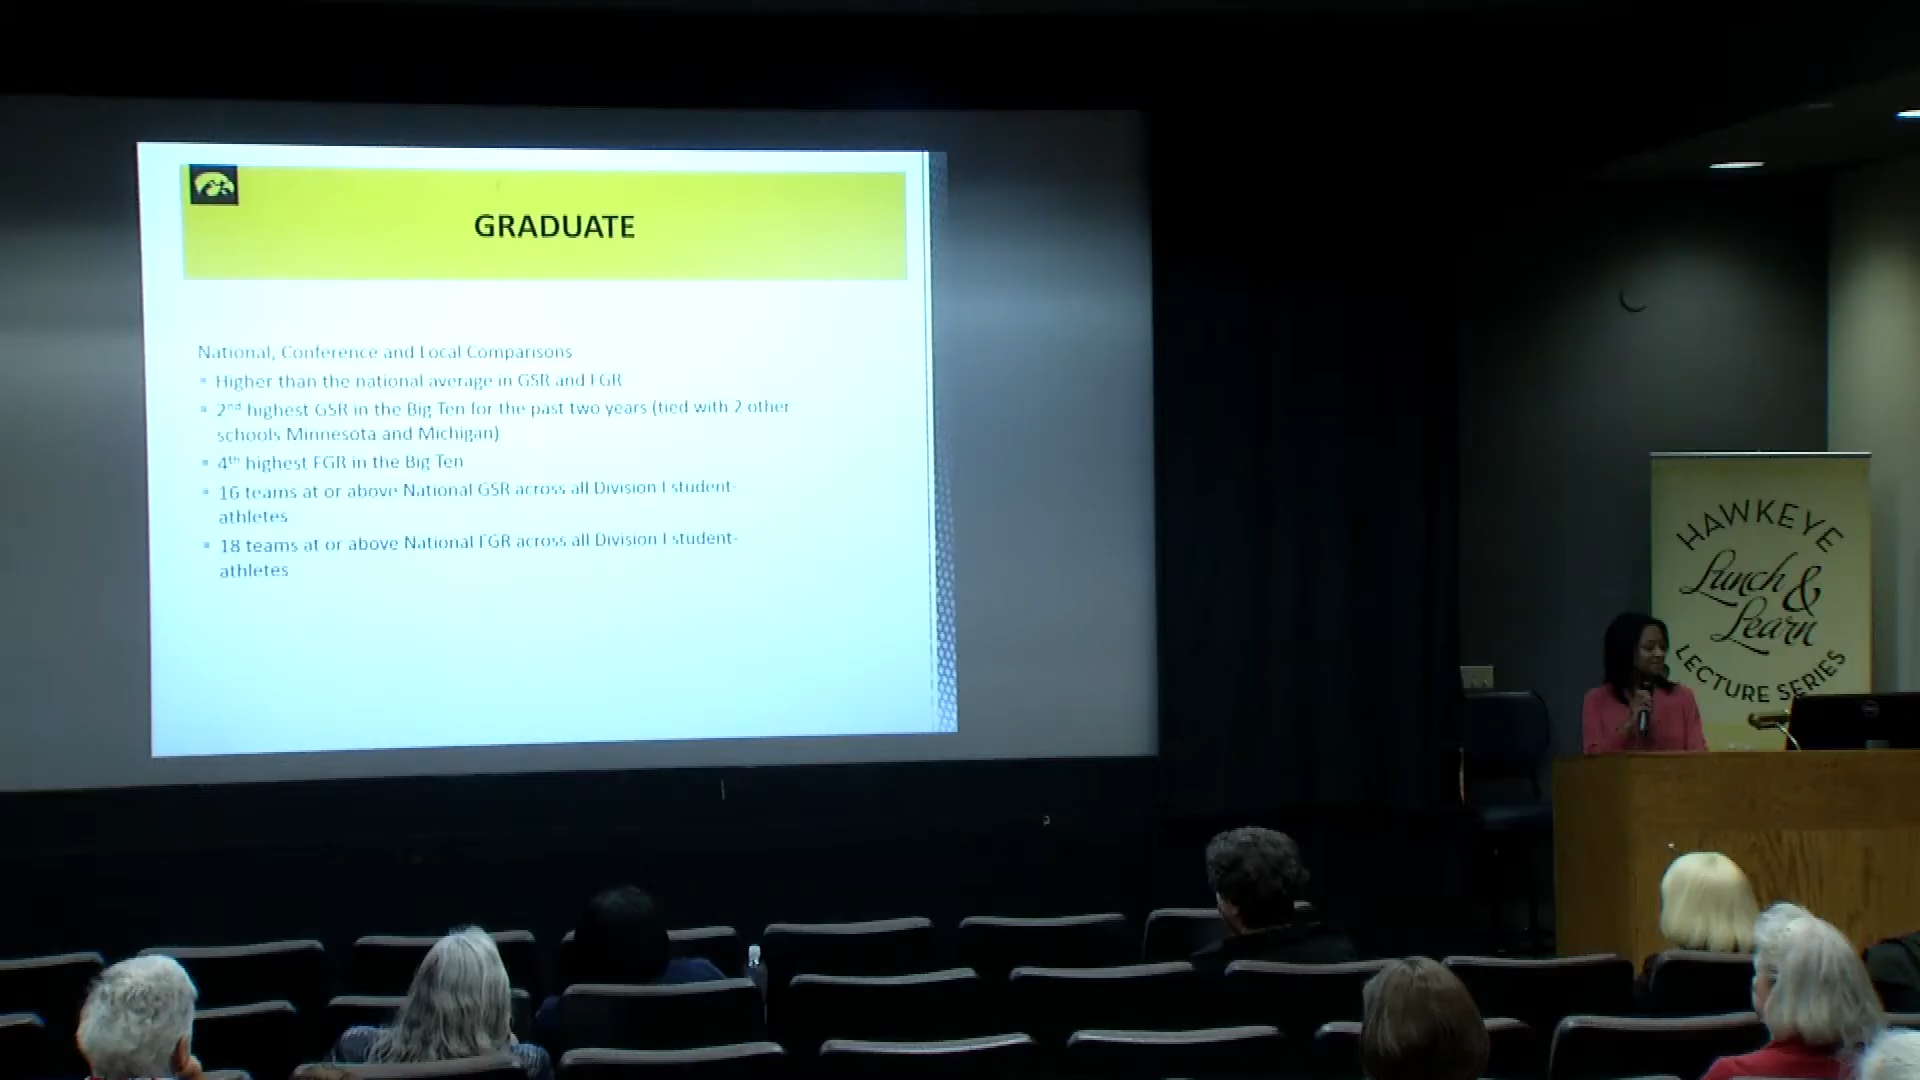 GRADUATE
National, Conference and Local Comparisons
Higher than the national average in GSR and FGR
2nd highest GSR in the Big Ten for the past two years (tied with 2 other
schools Minnesota and Michigan)
4th highest FGR in the Big Ten
16 teams at or above National GSR across all Division I student-
athletes
18 teams at or above National FGR across all Division I student-
athletes
HAWKEYE
Lunch &
Learn
LECTURE SERIES